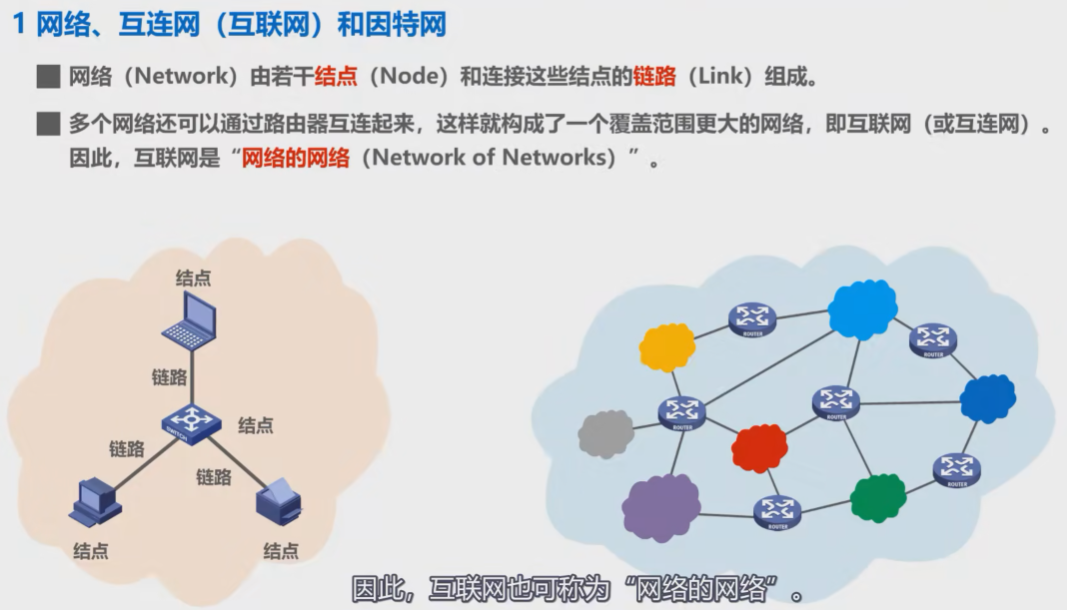 1 网络、互连网（互联网）和因特网
网络（Network）由若干结点（Node）和连接这些结点的链路（Link）组成。
多个网络还可以通过路由器互连起来，这样就构成了一个覆盖范围更大的网络，即互联网（或互连网）。
因此，互联网是“网络的网络（Network of Networks）”。
结点
链路
SWITCH
结点
链路
链路
结点
结点
ROUTER
ROUTER
ROUTER
ROUTER
ROUTER
ROUTER
因此，互联网也可称为“网络的网络”。